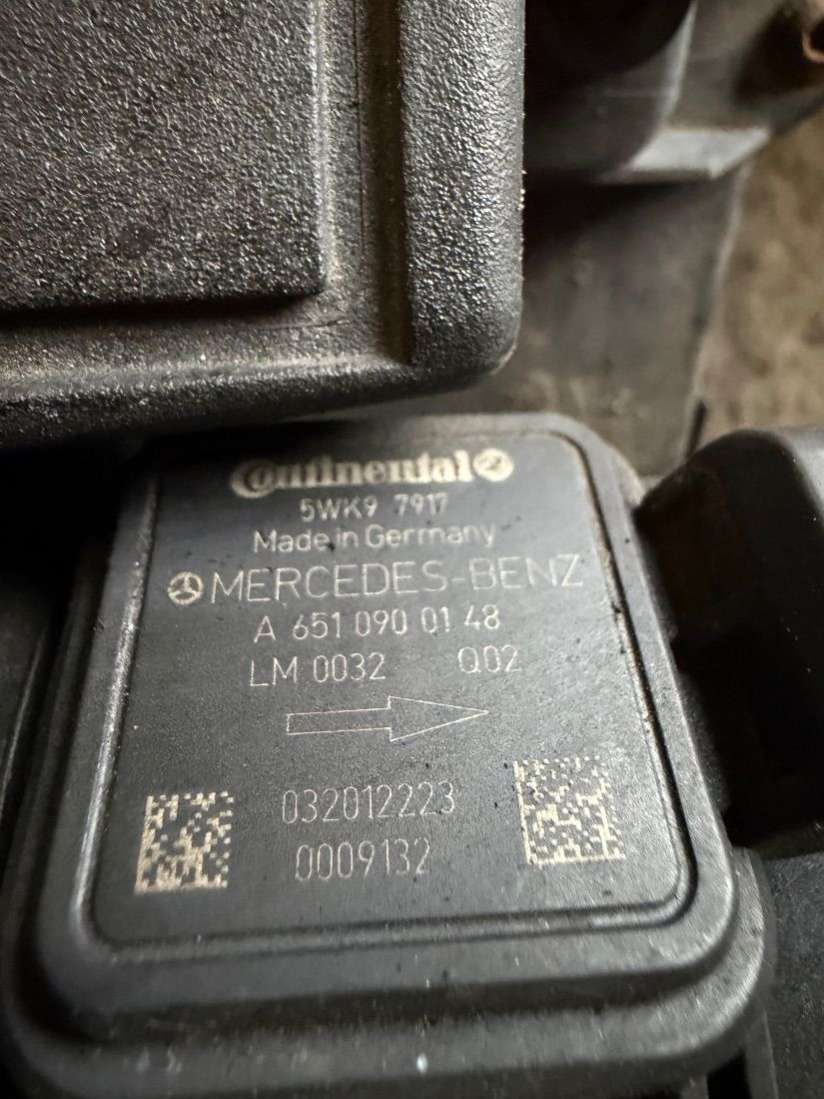 Continental
5WK9 7917
Made in Germany
MERCEDES-BENZ
A 651 090 01 48
LM 0032 Q02
032012223
0009132